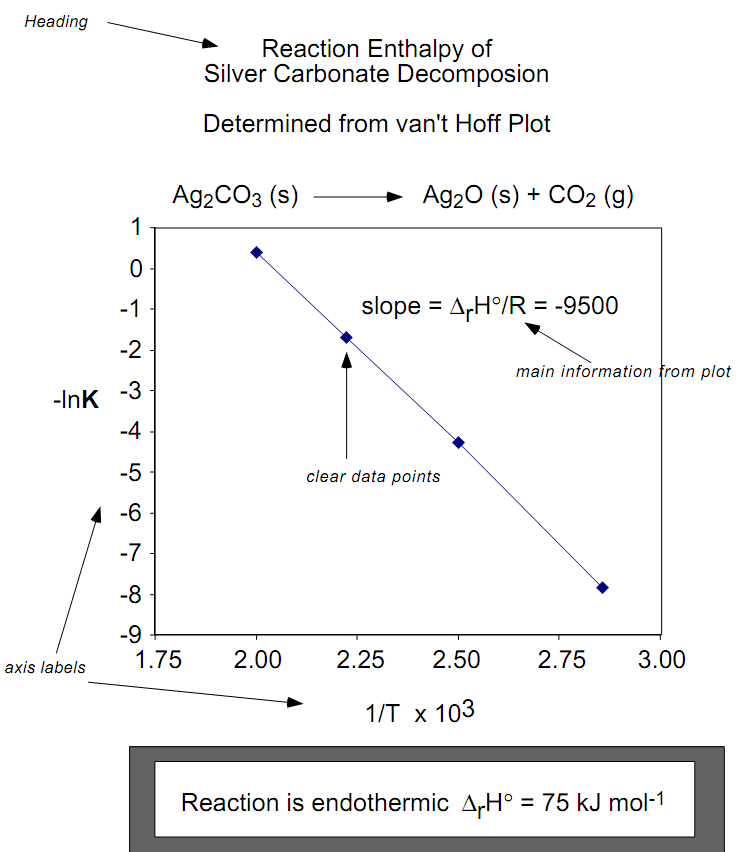 Heading
Reaction Enthalpy of
Silver Carbonate Decomposion
Determined from van't Hoff Plot
Ag₂CO₃ (s) ⟶ Ag₂O (s) + CO₂ (g)
1
0
-1
slope = ΔᵣH°/R = -9500
-2
main information from plot
-3
-lnK
-4
clear data points
-5
-6
-7
-8
-9
axis labels
1.75 2.00 2.25 2.50 2.75 3.00
1/T x 10³
Reaction is endothermic ΔᵣH° = 75 kJ mol⁻¹